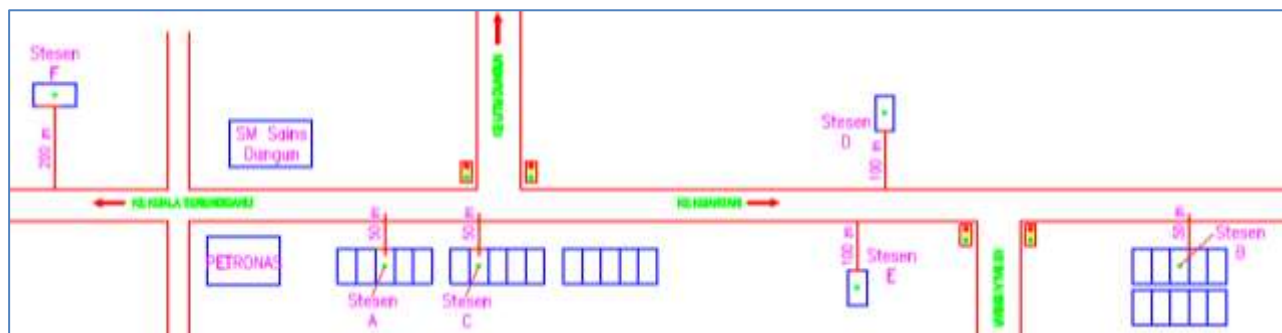 Stesen
F
200 m
SM Sains
Dungun
Stesen
D
100 m
KE KUALA TERENGGANU
KE KUANTAN
PETRONAS
50 m
Stesen
A
50 m
Stesen
C
100 m
Stesen
E
50 m
Stesen
B